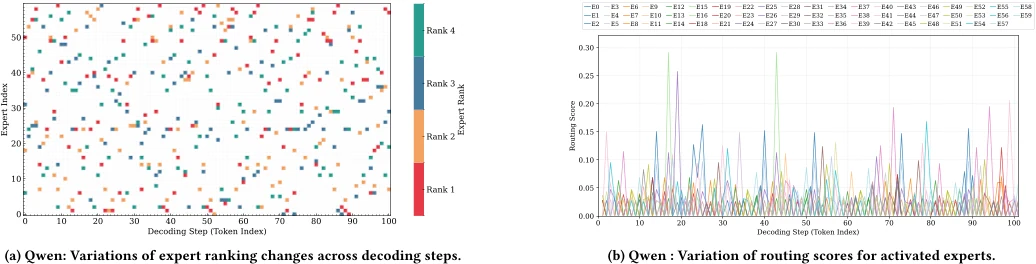 50
40
30
20
10
0
10 20 30 40 50 60 70 80 90 100
Expert Index
Decoding Step (Token Index)
Rank 4
Rank 3
Rank 2
Rank 1
Expert Rank
(a) Qwen: Variations of expert ranking changes across decoding steps.
E0 E3 E6 E9 E12 E15 E19 E22 E25 E28 E31 E34 E37 E40 E43 E46 E49 E52 E55 E58
E1 E4 E7 E10 E13 E16 E20 E23 E26 E29 E32 E35 E38 E41 E44 E47 E50 E53 E56 E59
E2 E5 E8 E11 E14 E18 E21 E24 E27 E30 E33 E36 E39 E42 E45 E48 E51 E54 E57
0.30
0.25
0.20
0.15
0.10
0.05
0.00
0 10 20 30 40 50 60 70 80 90 100
Routing Score
Decoding Step (Token Index)
(b) Qwen : Variation of routing scores for activated experts.